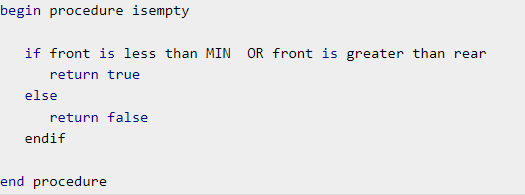 begin procedure isempty
if front is less than MIN  OR front is greater than rear
return true
else
return false
endif
end procedure